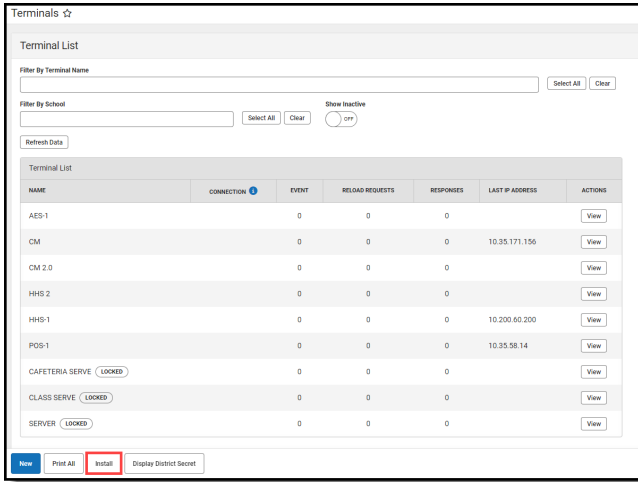 Terminals
Terminal List
Filter By Terminal Name
Select All Clear
Filter By School Show Inactive
Select All Clear OFF
Refresh Data
Terminal List
NAME CONNECTION EVENT RELOAD REQUESTS RESPONSES LAST IP ADDRESS ACTIONS
AES-1 0 0 0 View
CM 0 0 0 10.35.171.156 View
CM 2.0 0 0 0 View
HHS 2 0 0 0 View
HHS-1 0 0 0 10.200.60.200 View
POS-1 0 0 0 10.35.58.14 View
CAFETERIA SERVE LOCKED 0 0 0 View
CLASS SERVE LOCKED 0 0 0 View
SERVER LOCKED 0 0 0 View
New Print All Install Display District Secret